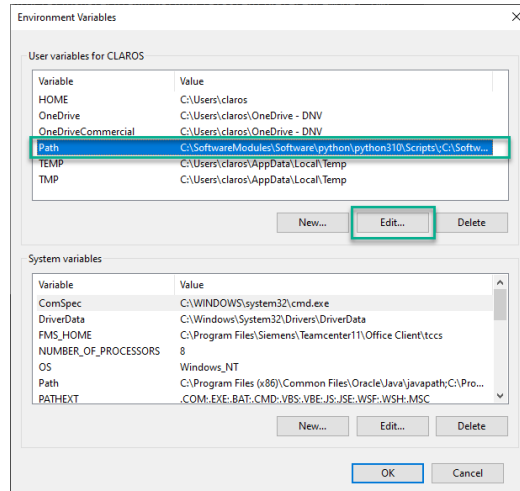 Environment Variables
User variables for CLAROS
Variable Value
HOME C:\Users\claros
OneDrive C:\Users\claros\OneDrive - DNV
OneDriveCommercial C:\Users\claros\OneDrive - DNV
Path C:\SoftwareModules\Software\python\python310\Scripts\;C:\Softw...
TEMP C:\Users\claros\AppData\Local\Temp
TMP C:\Users\claros\AppData\Local\Temp
New... Edit... Delete
System variables
Variable Value
ComSpec C:\WINDOWS\system32\cmd.exe
DriverData C:\Windows\System32\Drivers\DriverData
FMS_HOME C:\Program Files\Siemens\Teamcenter11\Office Client\tccs
NUMBER_OF_PROCESSORS 8
OS Windows_NT
Path C:\Program Files (x86)\Common Files\Oracle\Java\javapath;C:\Pro...
PATHEXT .COM;.EXE;.BAT;.CMD;.VBS;.VBE;.JS;.JSE;.WSF;.WSH;.MSC
New... Edit... Delete
OK Cancel